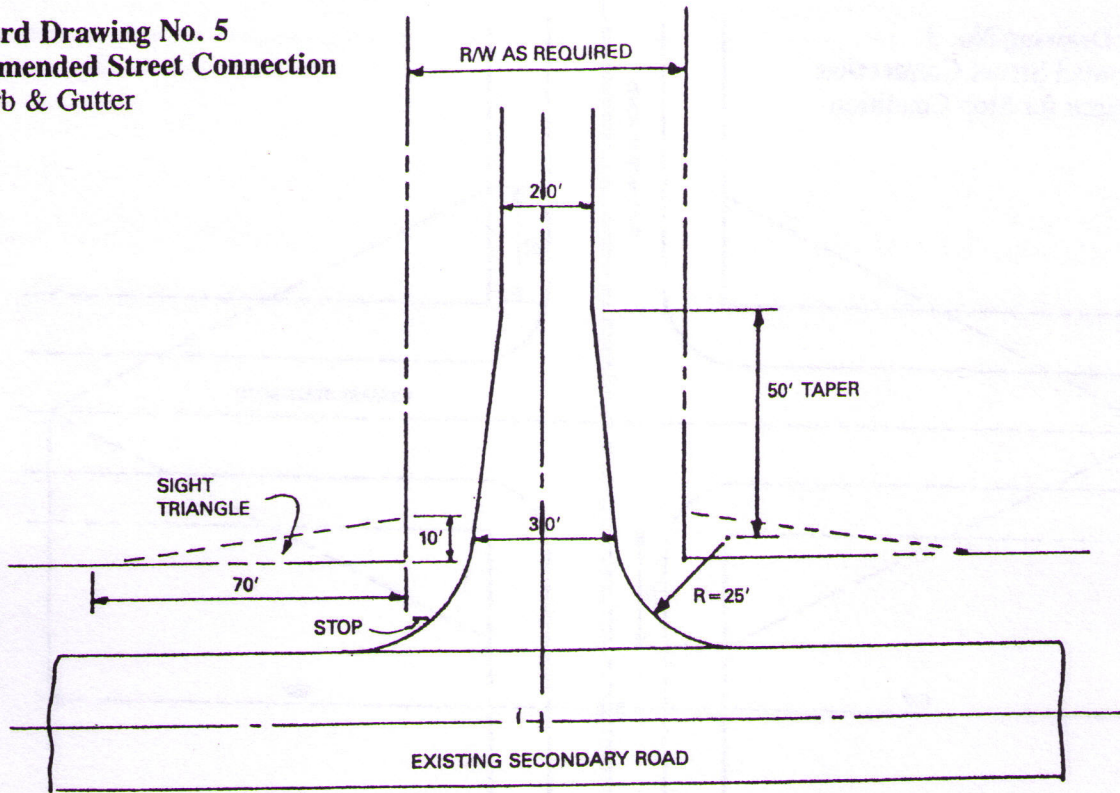 rd Drawing No. 5
mended Street Connection
rb & Gutter
R/W AS REQUIRED
20'
50' TAPER
SIGHT
TRIANGLE
10'
30'
70'
R=25'
STOP
EXISTING SECONDARY ROAD